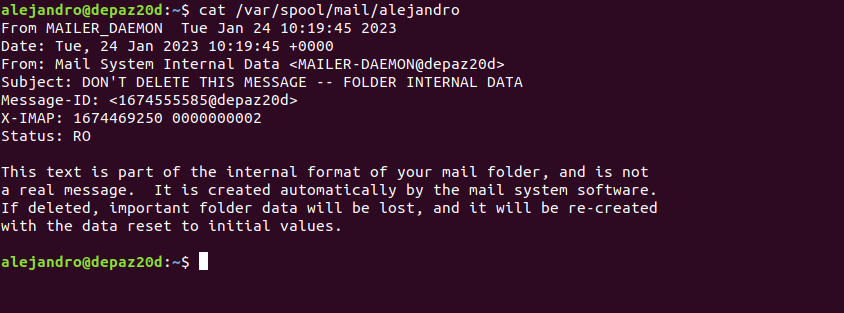 alejandro@depaz20d:~$ cat /var/spool/mail/alejandro
From MAILER_DAEMON  Tue Jan 24 10:19:45 2023
Date: Tue, 24 Jan 2023 10:19:45 +0000
From: Mail System Internal Data <MAILER-DAEMON@depaz20d>
Subject: DON'T DELETE THIS MESSAGE -- FOLDER INTERNAL DATA
Message-ID: <1674555585@depaz20d>
X-IMAP: 1674469250 0000000002
Status: RO

This text is part of the internal format of your mail folder, and is not
a real message.  It is created automatically by the mail system software.
If deleted, important folder data will be lost, and it will be re-created
with the data reset to initial values.

alejandro@depaz20d:~$